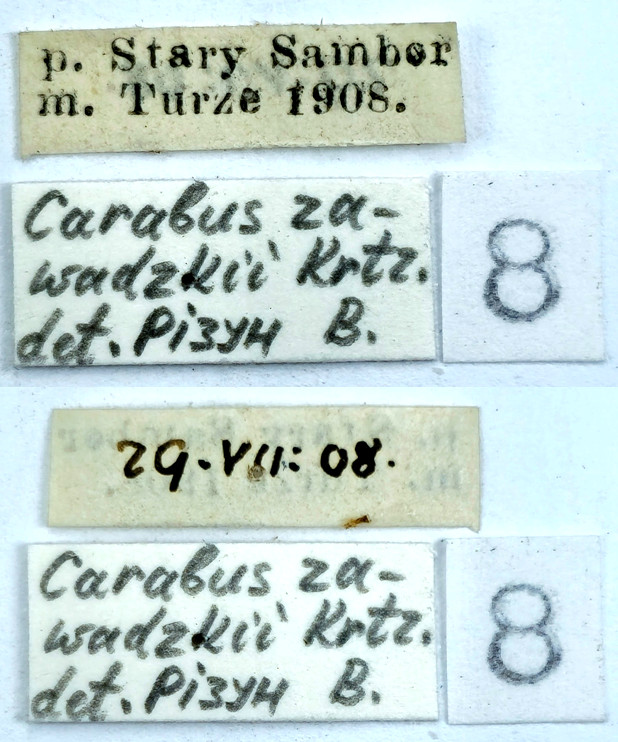 p. Stary Sambor
m. Turze 1908.
Carabus za-
wadzkii Krtz.
det. Різун В.
8
29.VII: 08.
Carabus za-
wadzkii Krtz.
det. Різун В.
8